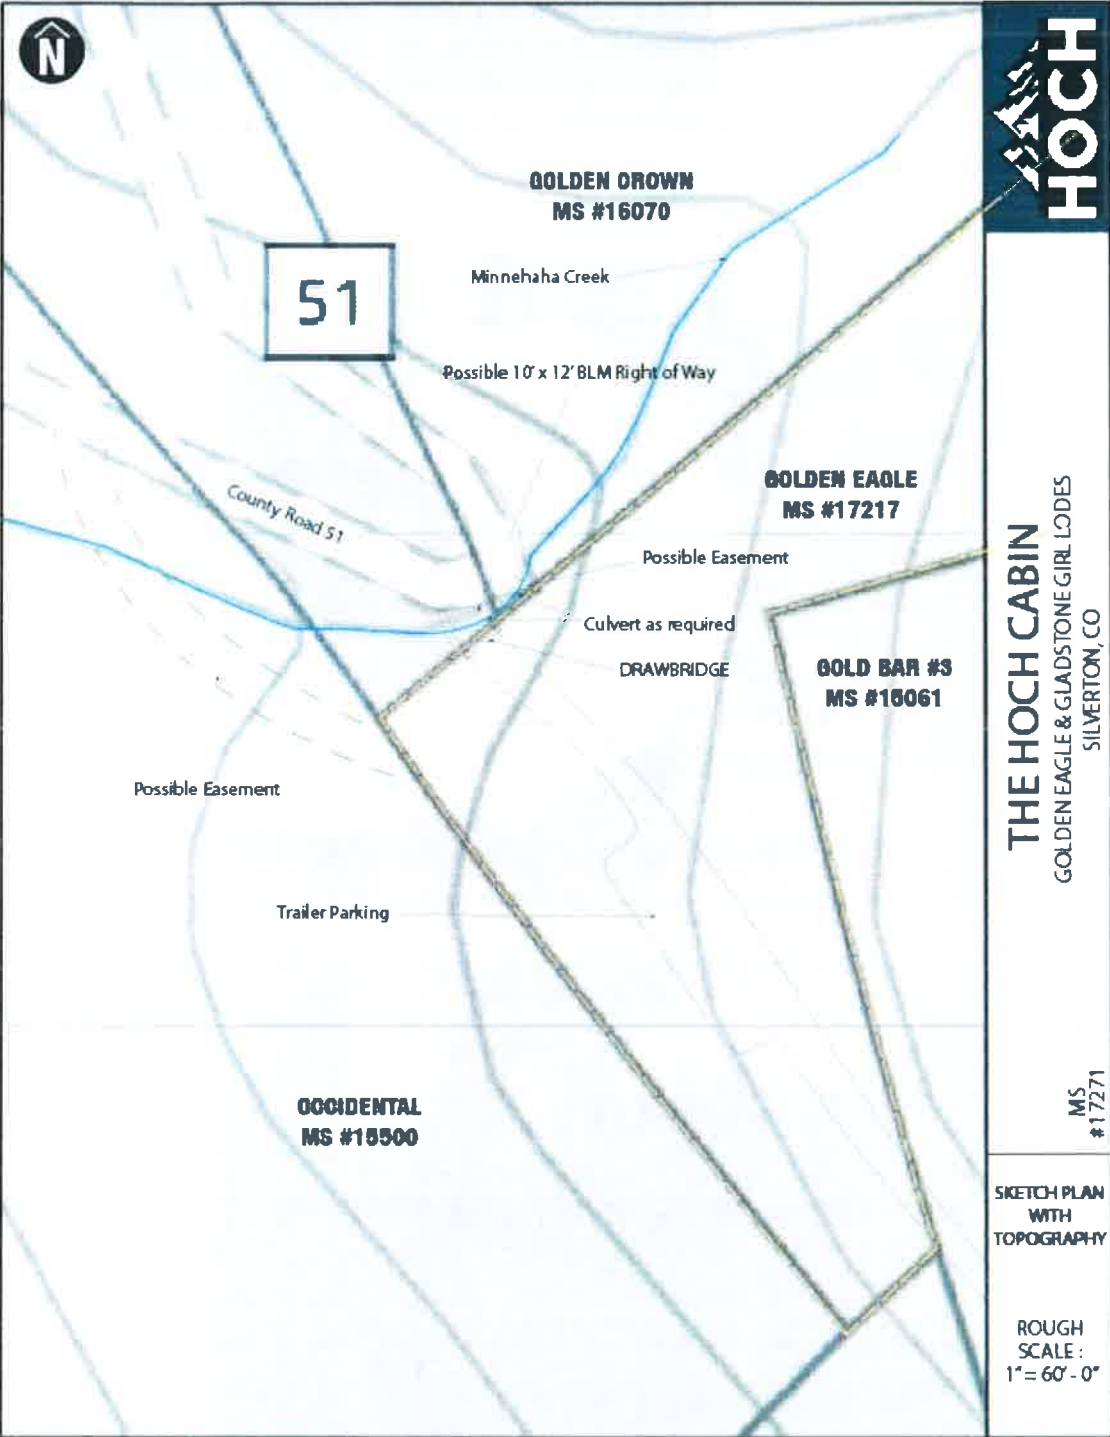 N
GOLDEN CROWN
MS #16070
Minnehaha Creek
51
Possible 10' x 12' BLM Right of Way
GOLDEN EAGLE
MS #17217
County Road 51
Possible Easement
Culvert as required
DRAWBRIDGE
GOLD BAR #3
MS #15061
Possible Easement
Trailer Parking
OCCIDENTAL
MS #15500
HOCH
THE HOCH CABIN
GOLDEN EAGLE & GLADSTONE GIRL LODES
SILVERTON, CO
MS
#17271
SKETCH PLAN
WITH
TOPOGRAPHY
ROUGH
SCALE :
1" = 60' - 0"